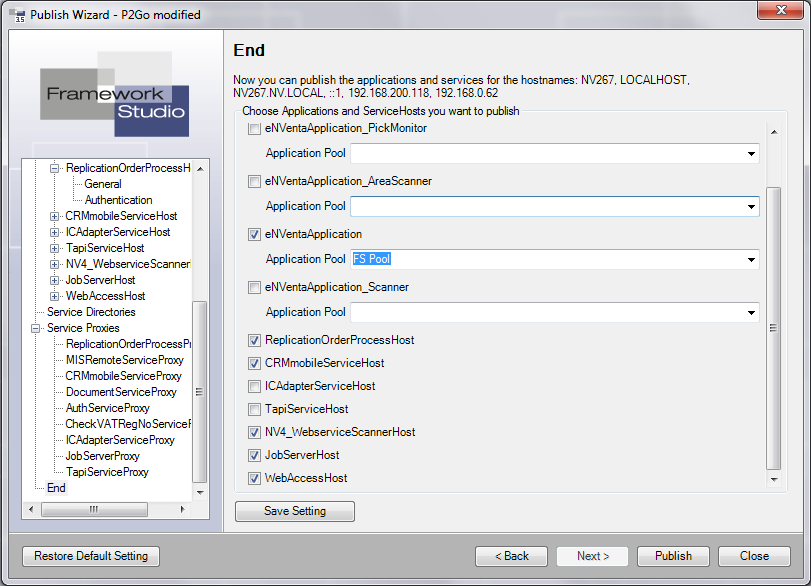 Publish Wizard - P2Go modified
Framework
Studio
ReplicationOrderProcessH
General
Authentication
CRMmobileServiceHost
ICAdapterServiceHost
TapiServiceHost
NV4_WebserviceScanner
JobServerHost
WebAccessHost
Service Directories
Service Proxies
ReplicationOrderProcessPr
MISRemoteServiceProxy
CRMmobileServiceProxy
DocumentServiceProxy
AuthServiceProxy
CheckVATRegNoServiceF
ICAdapterServiceProxy
JobServerProxy
TapiServiceProxy
End
End
Now you can publish the applications and services for the hostnames: NV267, LOCALHOST,
NV267.NV.LOCAL, ::1, 192.168.200.118, 192.168.0.62
Choose Applications and ServiceHosts you want to publish
eNVentaApplication_PickMonitor
Application Pool
eNVentaApplication_AreaScanner
Application Pool
eNVentaApplication
Application Pool FS Pool
eNVentaApplication_Scanner
Application Pool
ReplicationOrderProcessHost
CRMmobileServiceHost
ICAdapterServiceHost
TapiServiceHost
NV4_WebserviceScannerHost
JobServerHost
WebAccessHost
Save Setting
Restore Default Setting
< Back
Next >
Publish
Close